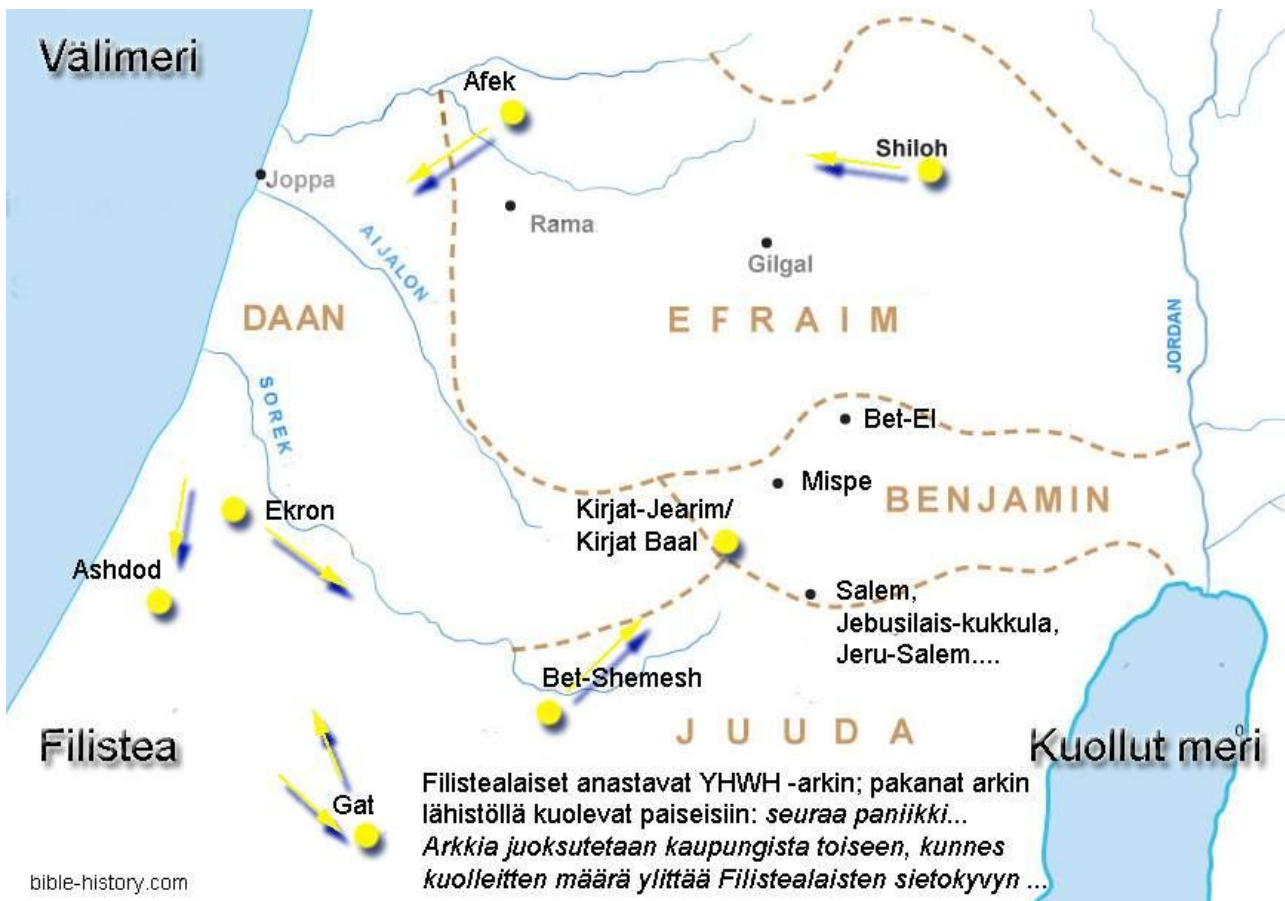 Välimeri
Afek
Shiloh
Joppa
Rama
AIJALON
Gilgal
DAAN
EFRAIM
JORDAN
SOREK
Bet-El
Mispe
BENJAMIN
Ekron
Kirjat-Jearim/
Kirjat Baal
Ashdod
Salem,
Jebusilais-kukkula,
Jeru-Salem....
Bet-Shemesh
JUUDA
Filistea
Kuollut meri
0
Gat
Filistealaiset anastavat YHWH -arkin; pakanat arkin
lähistöllä kuolevat paiseisiin: seuraa paniikki...
Arkkia juoksutetaan kaupungista toiseen, kunnes
kuolleitten määrä ylittää Filistealaisten sietokyvyn ...
bible-history.com